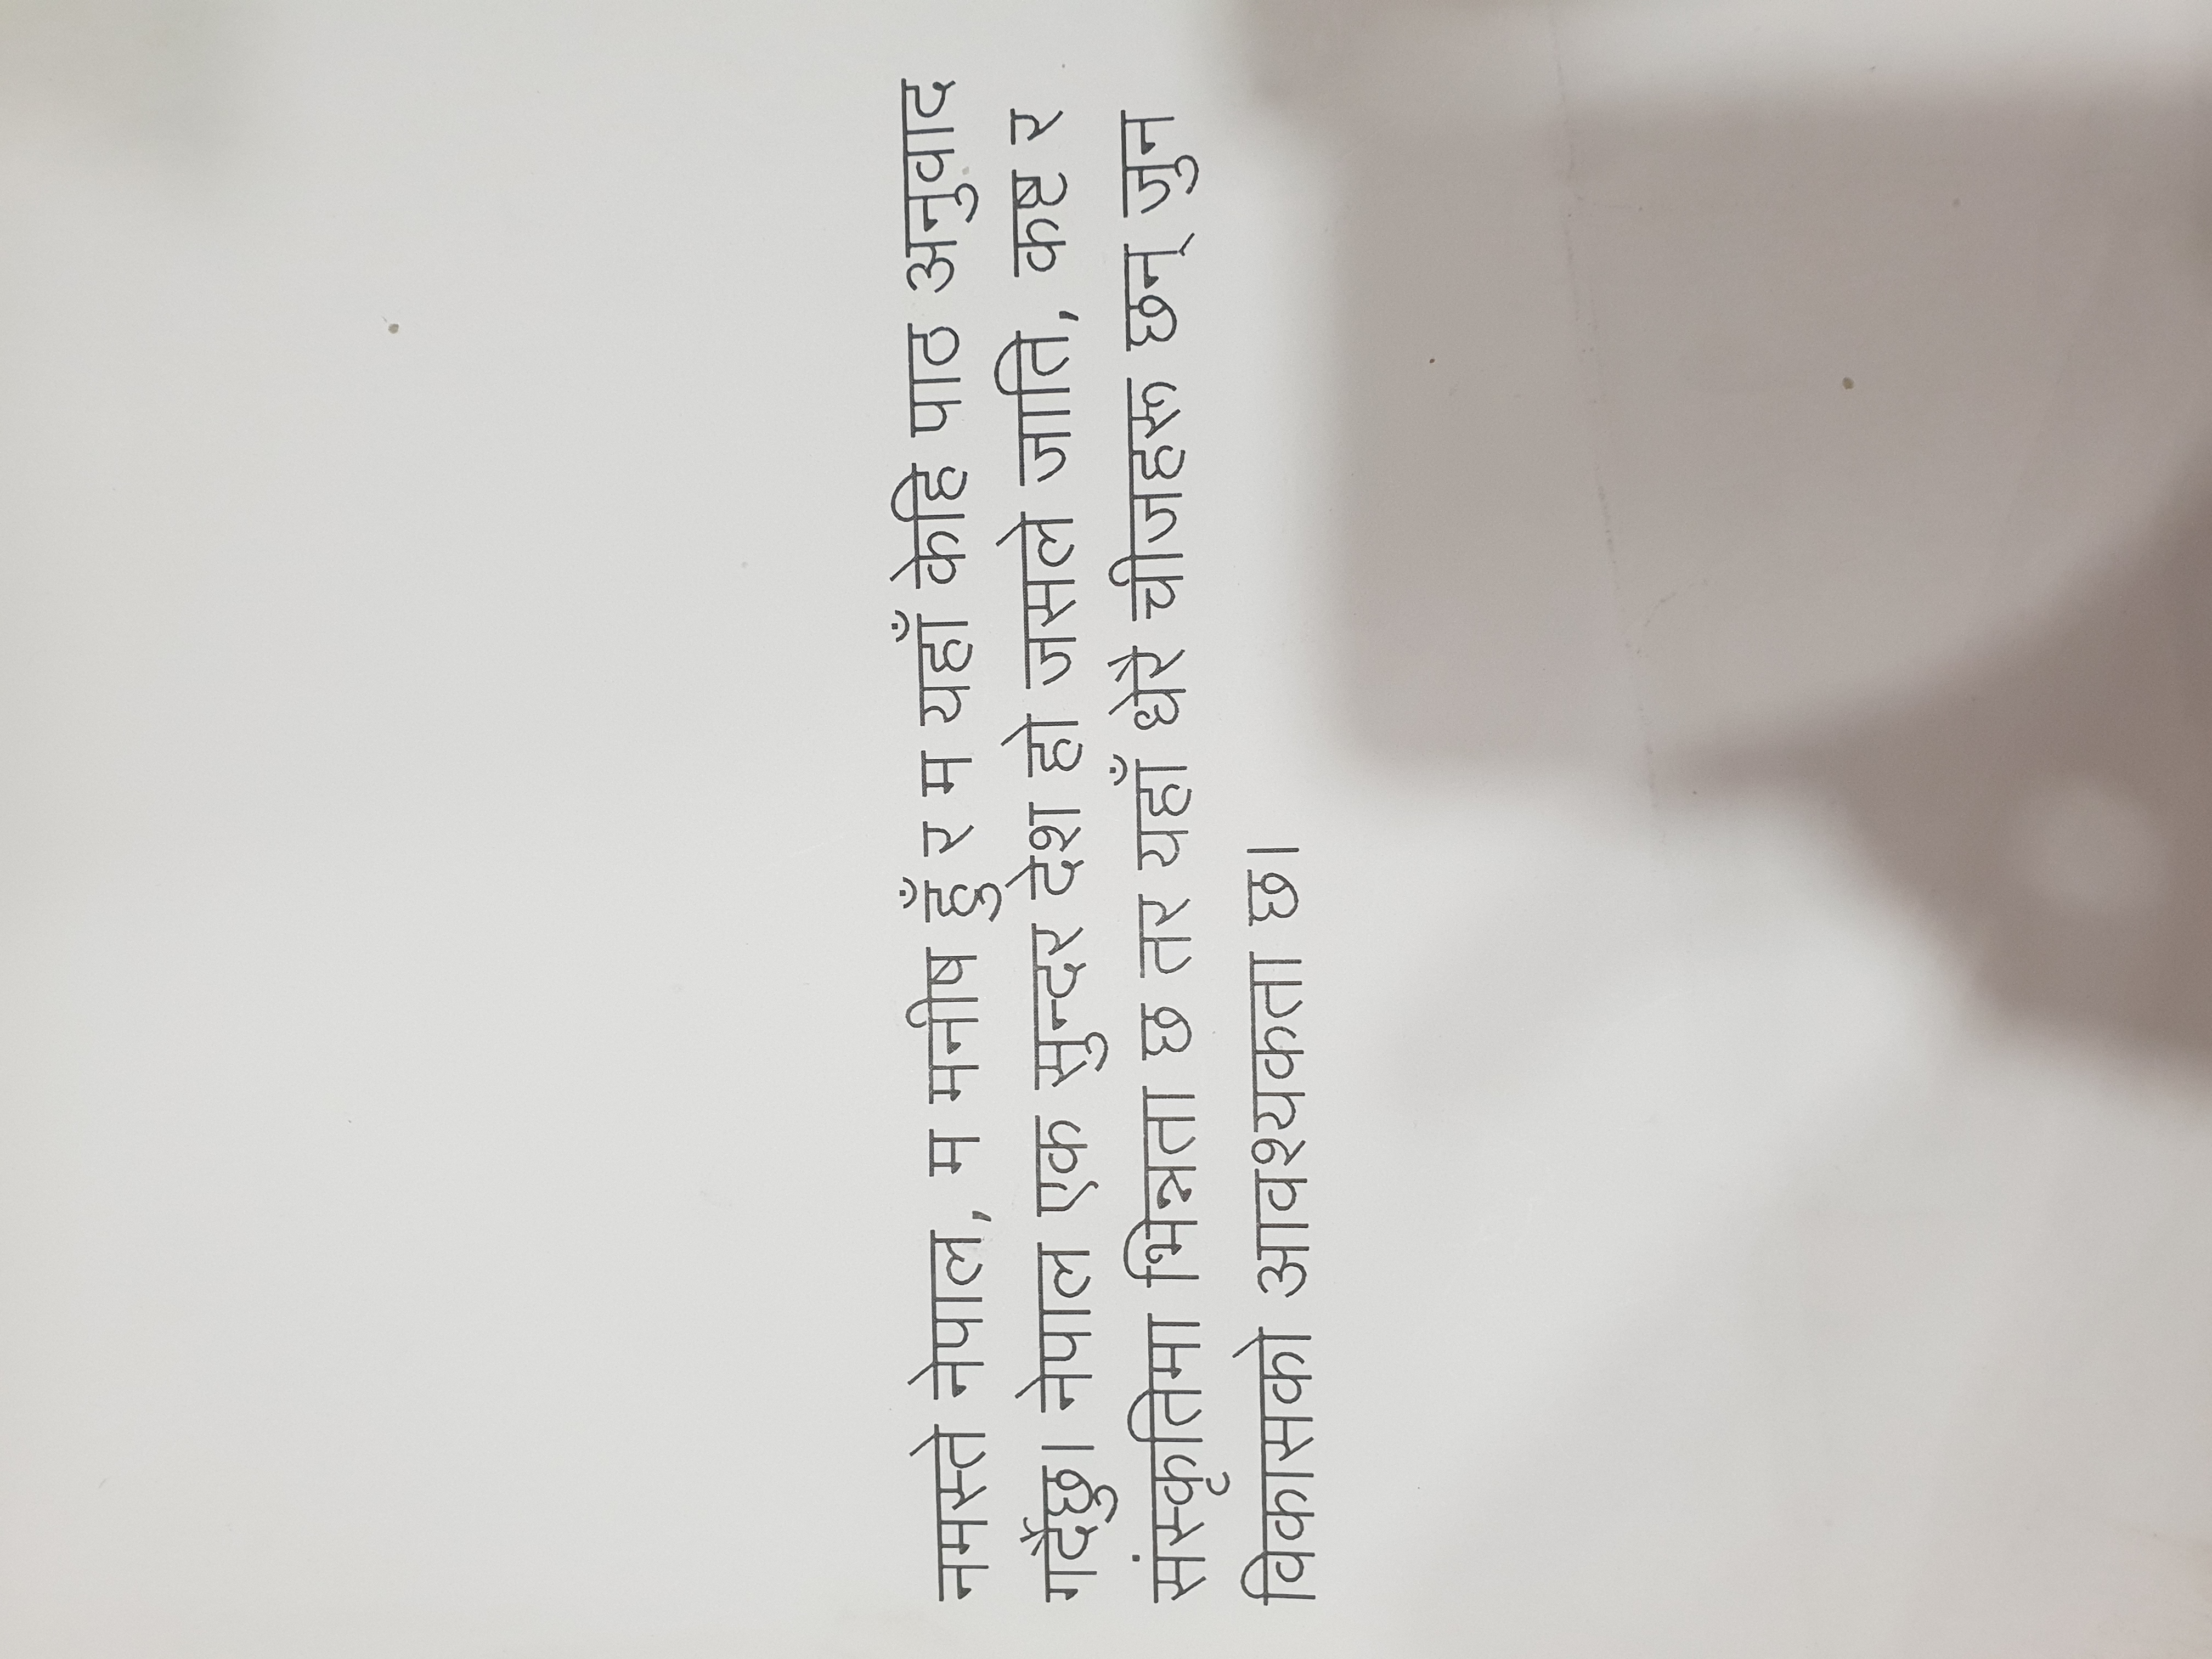 नमस्ते नेपाल, म मनीष हुँ र म यहाँ केहि पाठ अनुवाद
गर्दैछु। नेपाल एक सुन्दर देश हो जसले जाति, कष्ट र
संस्कृतिमा भिन्नता छ तर यहाँ धेरै चीजहरू छन् जुन
विकासको आवश्यकता छ।